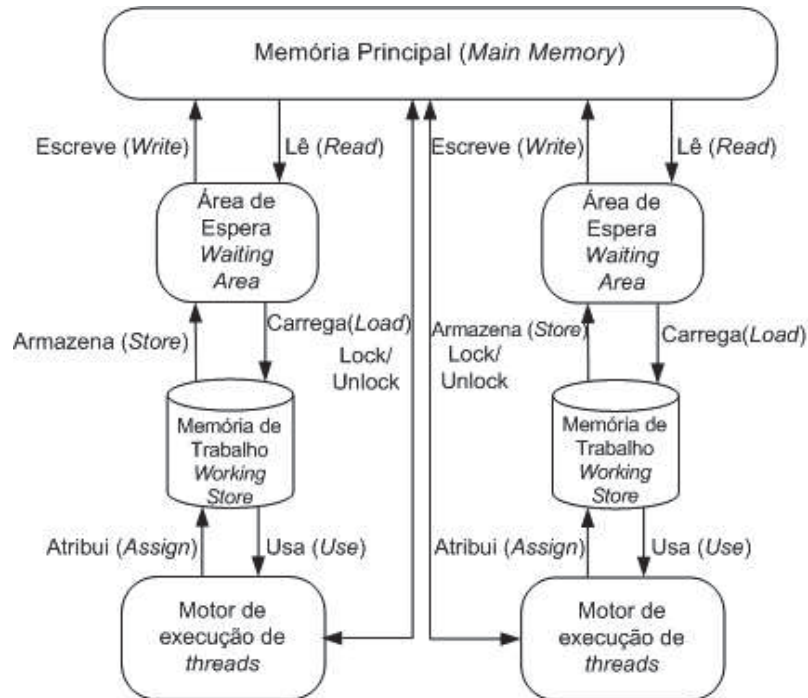 Memória Principal (Main Memory)
Escreve (Write)
Lê (Read)
Escreve (Write)
Lê (Read)
Área de
Espera
Waiting
Area
Área de
Espera
Waiting
Area
Armazena (Store)
Carrega(Load)
Lock/
Unlock
Armazena (Store)
Lock/
Unlock
Carrega(Load)
Memória de
Trabalho
Working
Store
Memória de
Trabalho
Working
Store
Atribui (Assign)
Usa (Use)
Atribui (Assign)
Usa (Use)
Motor de
execução de
threads
Motor de
execução de
threads